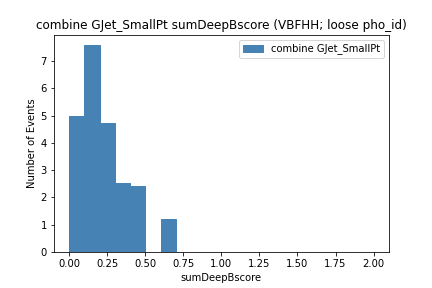 combine GJet_SmallPt sumDeepBscore (VBFHH; loose pho_id)
combine GJet_SmallPt
Number of Events
7
6
5
4
3
2
1
0
0.00 0.25 0.50 0.75 1.00 1.25 1.50 1.75 2.00
sumDeepBscore